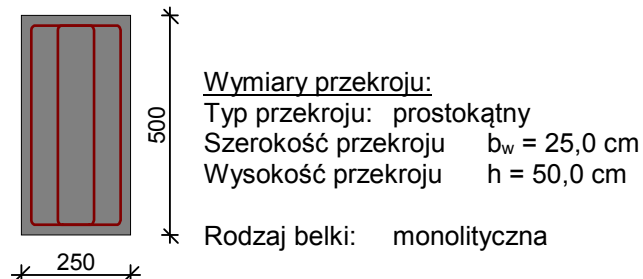 500
250
Wymiary przekroju:
Typ przekroju: prostokątny
Szerokość przekroju bw = 25,0 cm
Wysokość przekroju h = 50,0 cm
Rodzaj belki: monolityczna